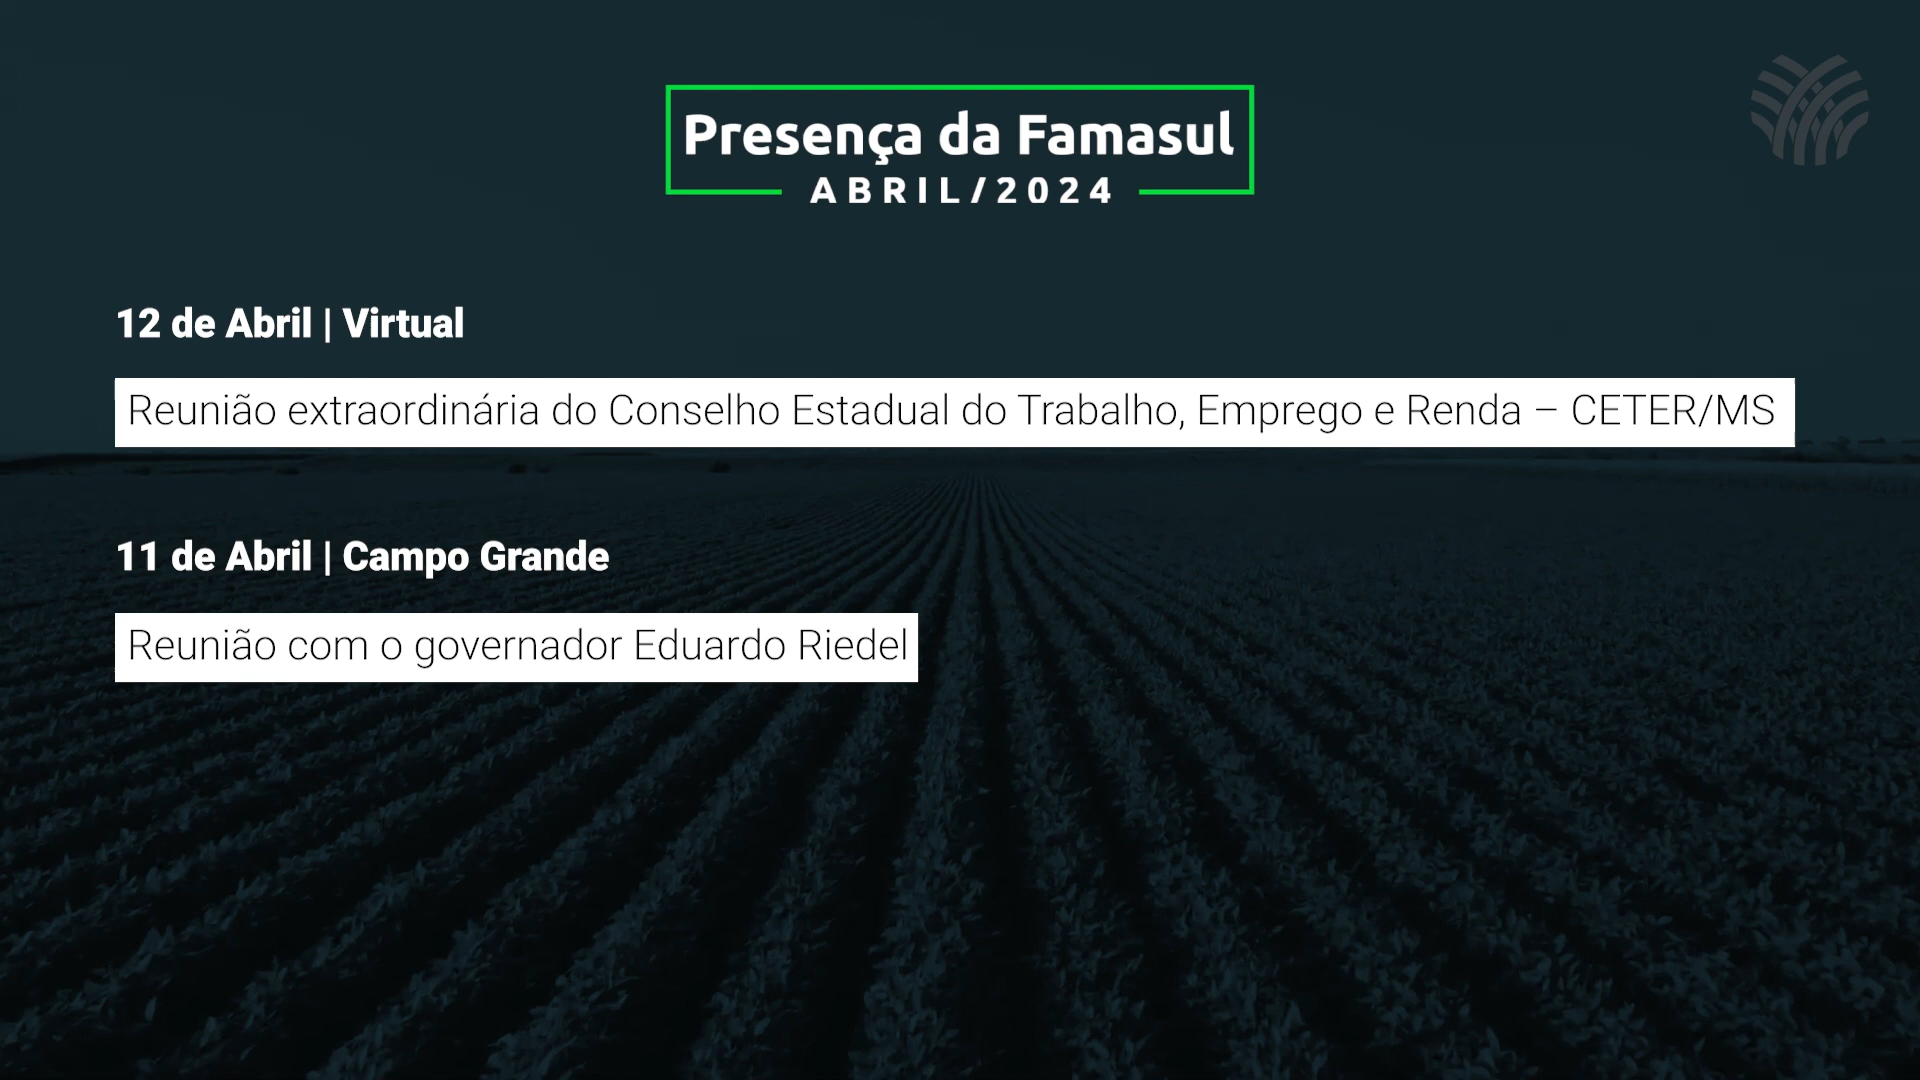 Presença da Famasul
ABRIL/2024
12 de Abril | Virtual
Reunião extraordinária do Conselho Estadual do Trabalho, Emprego e Renda – CETER/MS
11 de Abril | Campo Grande
Reunião com o governador Eduardo Riedel